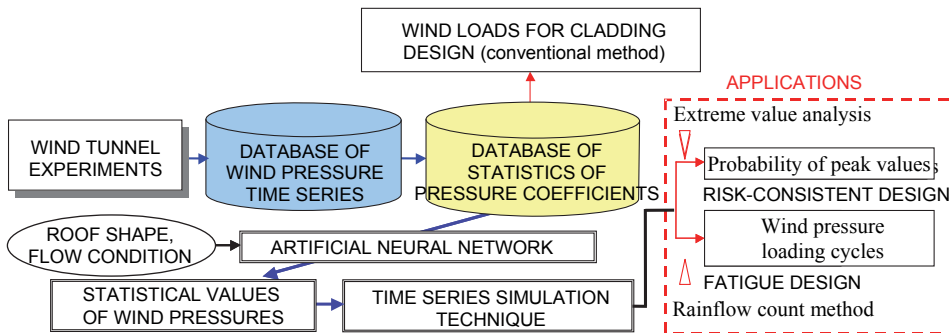 WIND LOADS FOR CLADDING
DESIGN (conventional method)
APPLICATIONS
WIND TUNNEL
EXPERIMENTS
DATABASE OF
WIND PRESSURE
TIME SERIES
DATABASE OF
STATISTICS OF
PRESSURE COEFFICIENTS
Extreme value analysis
Probability of peak values
RISK-CONSISTENT DESIGN
Wind pressure
loading cycles
FATIGUE DESIGN
Rainflow count method
ROOF SHAPE,
FLOW CONDITION
ARTIFICIAL NEURAL NETWORK
STATISTICAL VALUES
OF WIND PRESSURES
TIME SERIES SIMULATION
TECHNIQUE